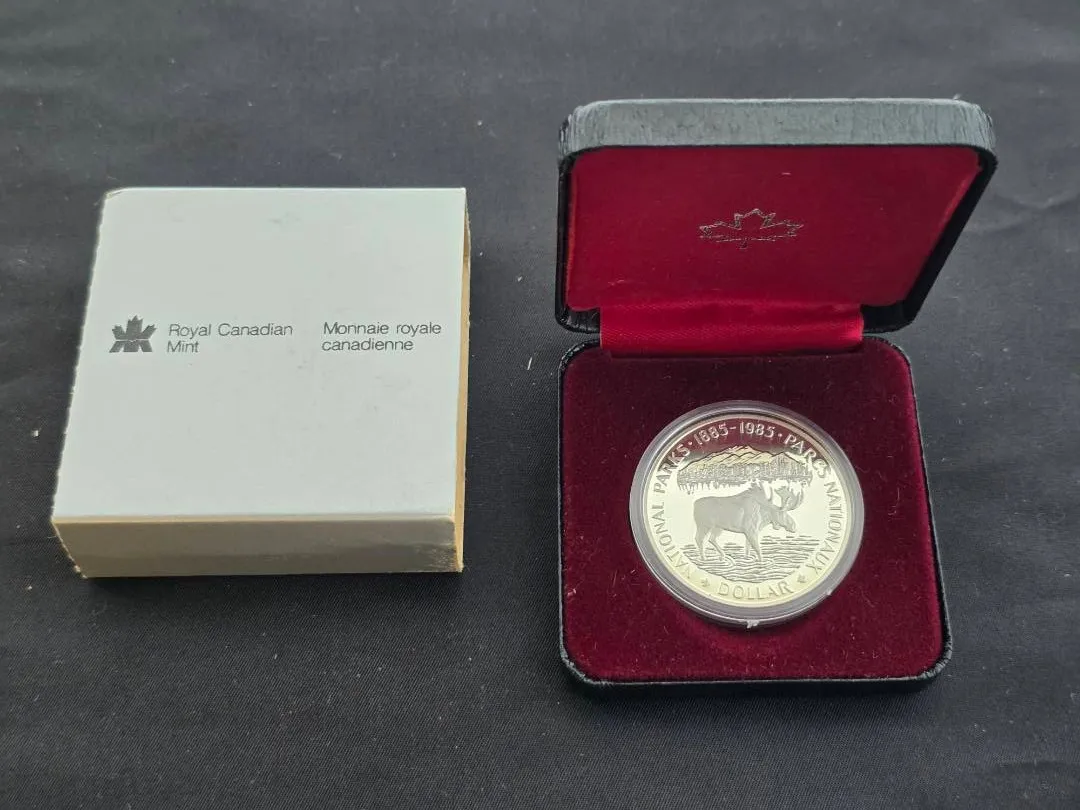 Royal Canadian
Mint
Monnaie royale
canadienne
NATIONAL PARKS · 1885-1985 · PARCS NATIONAUX
DOLLAR